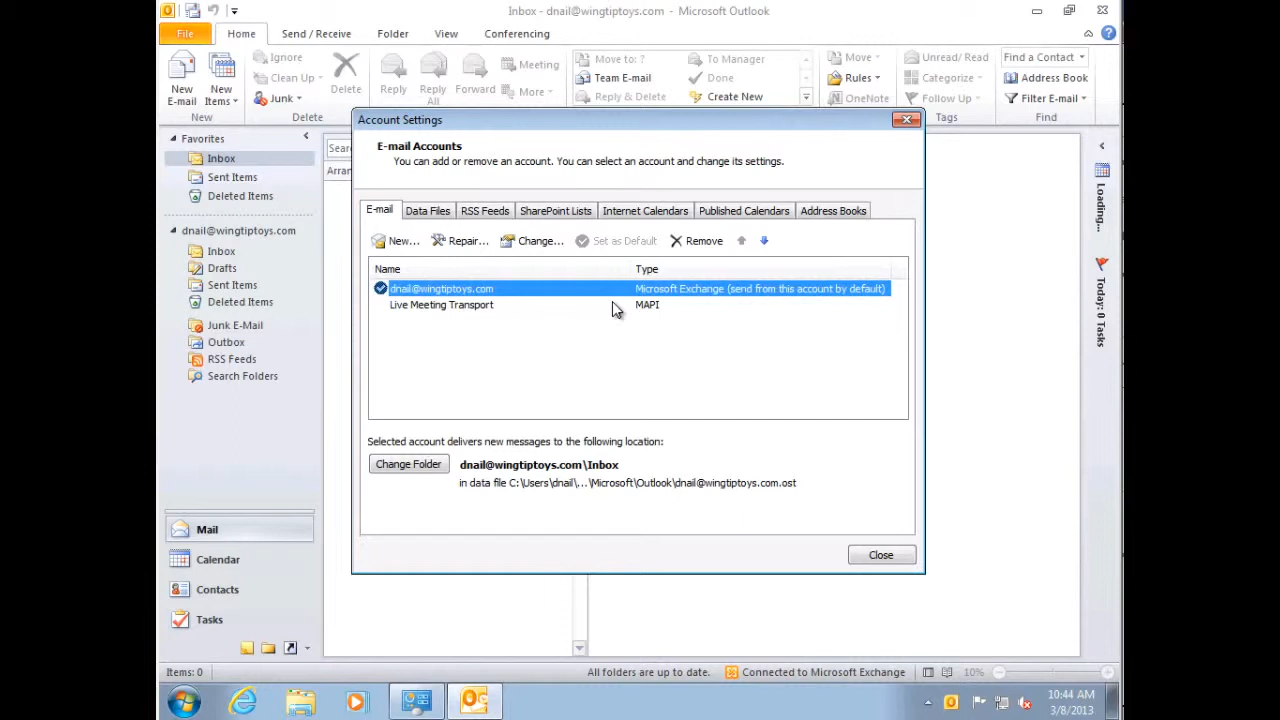 Inbox - dnail@wingtiptoys.com - Microsoft Outlook
File Home Send / Receive Folder View Conferencing
New E-mail
New Items
New
Ignore
Clean Up
Junk
Delete
Delete
Reply
Reply All
Forward
Meeting
More
Move to: ?
Team E-mail
Reply & Delete
To Manager
Done
Create New
Move
Rules
OneNote
Unread/ Read
Categorize
Follow Up
Tags
Find a Contact
Address Book
Filter E-mail
Find
Favorites
Inbox
Sent Items
Deleted Items
dnail@wingtiptoys.com
Inbox
Drafts
Sent Items
Deleted Items
Junk E-Mail
Outbox
RSS Feeds
Search Folders
Mail
Calendar
Contacts
Tasks
Sear
Arran
Account Settings
E-mail Accounts
You can add or remove an account. You can select an account and change its settings.
E-mail Data Files RSS Feeds SharePoint Lists Internet Calendars Published Calendars Address Books
New... Repair... Change... Set as Default Remove
Name Type
dnail@wingtiptoys.com Microsoft Exchange (send from this account by default)
Live Meeting Transport MAPI
Selected account delivers new messages to the following location:
Change Folder dnail@wingtiptoys.com\Inbox
in data file C:\Users\dnail\...\Microsoft\Outlook\dnail@wingtiptoys.com.ost
Close
Loading...
Today: 0 Tasks
Items: 0 All folders are up to date. Connected to Microsoft Exchange 10%
10:44 AM
3/8/2013